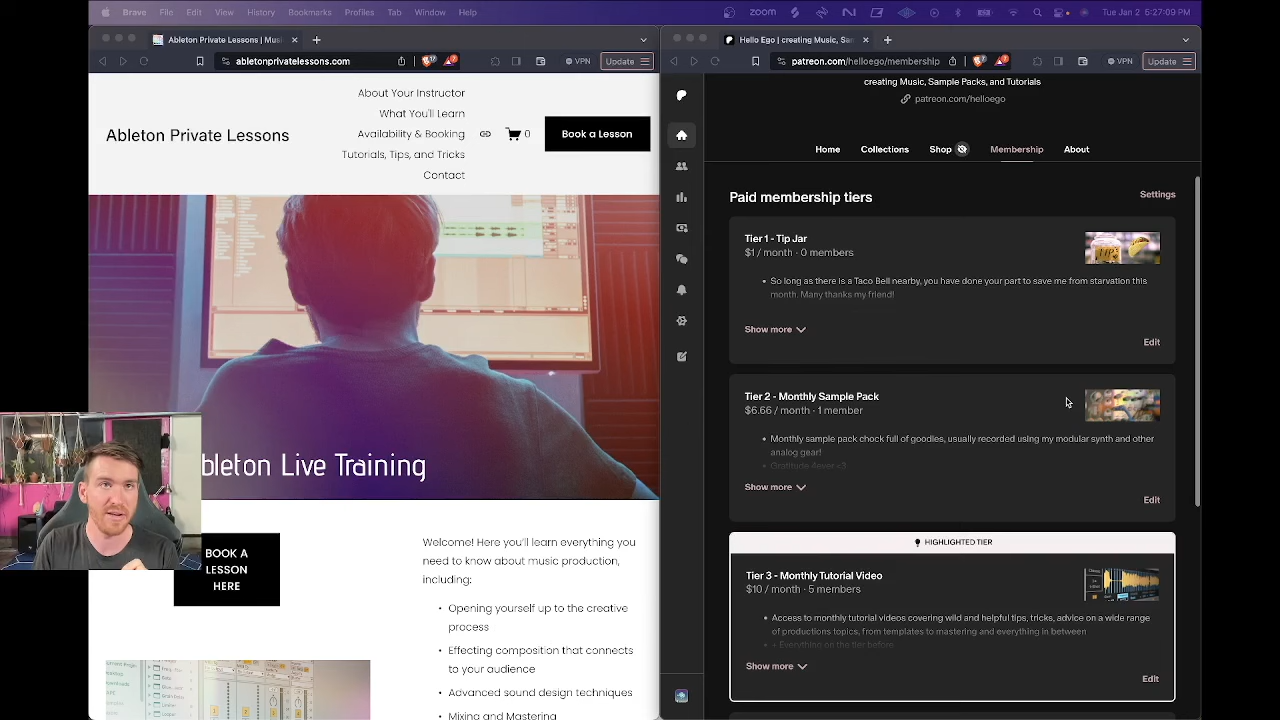 Brave File Edit View History Bookmarks Profiles Tab Window Help
zoom
Tue Jan 2 5:27:09 PM
Ableton Private Lessons | Musi
abletonprivatelessons.com
VPN
Update
About Your Instructor
What You'll Learn
Ableton Private Lessons
Availability & Booking
0
Book a Lesson
Tutorials, Tips, and Tricks
Contact
bleton Live Training
BOOK A
LESSON
HERE
Welcome! Here you'll learn everything you
need to know about music production,
including:
• Opening yourself up to the creative
process
• Effecting composition that connects
to your audience
• Advanced sound design techniques
• Mixing and Mastering
Hello Ego | creating Music, Sam
patreon.com/helloego/membership
VPN
Update
creating Music, Sample Packs, and Tutorials
patreon.com/helloego
Home Collections Shop Membership About
Paid membership tiers
Settings
Tier 1 - Tip Jar
$1 / month · 0 members
• So long as there is a Taco Bell nearby, you have done your part to save me from starvation this
month. Many thanks my friend!
Show more
Edit
Tier 2 - Monthly Sample Pack
$6.66 / month · 1 member
• Monthly sample pack chock full of goodies, usually recorded using my modular synth and other
analog gear!
• Gratitude 4ever <3
Show more
Edit
HIGHLIGHTED TIER
Tier 3 - Monthly Tutorial Video
$10 / month · 5 members
• Access to monthly tutorial videos covering wild and helpful tips, tricks, advice on a wide range
of productions topics, from templates to mastering and everything in between
• + Everything on the tier before
Show more
Edit